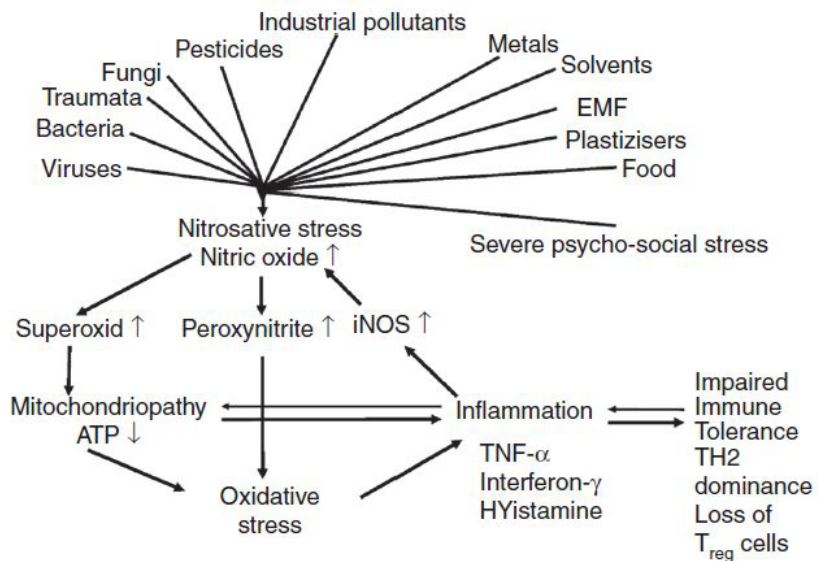 Industrial pollutants
Pesticides
Metals
Fungi
Solvents
Traumata
EMF
Bacteria
Plastizisers
Viruses
Food
Nitrosative stress
Nitric oxide ↑
Severe psycho-social stress
Superoxid ↑
Peroxynitrite ↑
iNOS ↑
Mitochondriopathy
ATP ↓
Inflammation
TNF-α
Interferon-γ
HYistamine
Impaired
Immune
Tolerance
TH2
dominance
Loss of
Treg cells
Oxidative
stress